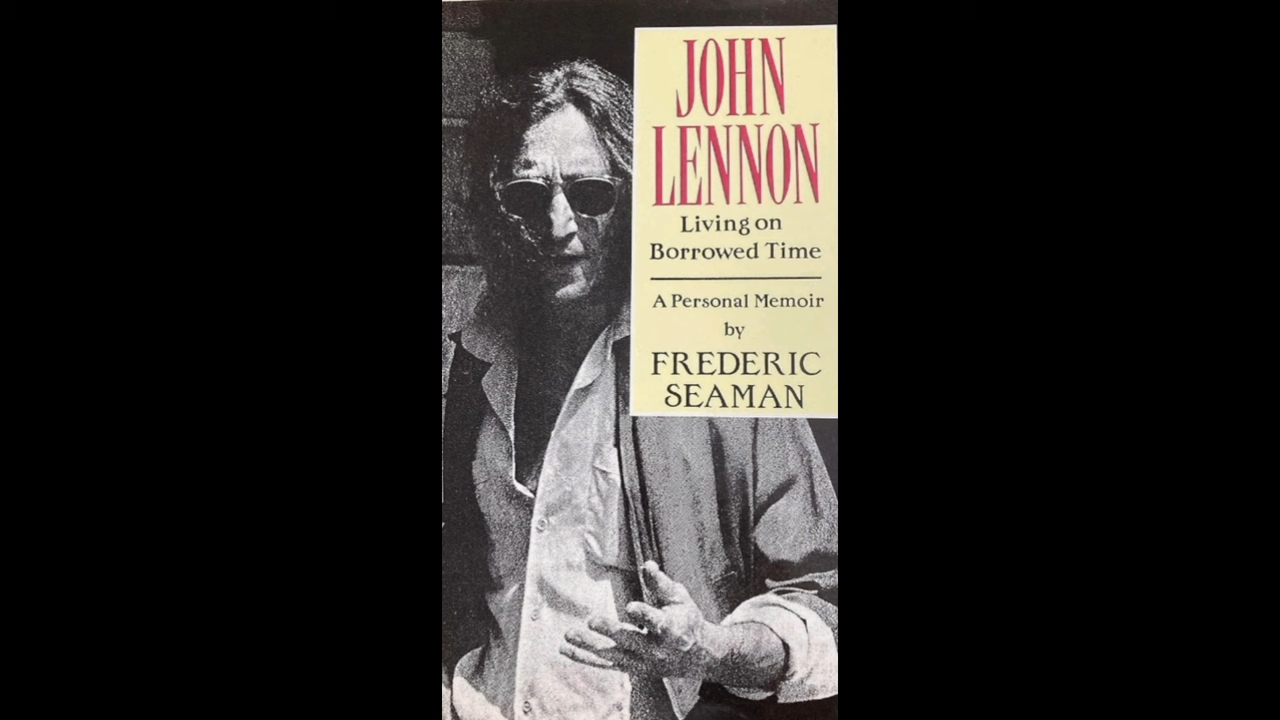 JOHN
LENNON
Living on
Borrowed Time
A Personal Memoir
by
FREDERIC
SEAMAN